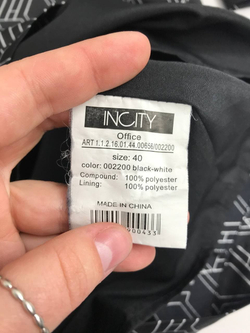 INCITY
Office
ART 1.1.2.16.01.44.00656/002200
size: 40
color: 002200 black-white
Compound: 100% polyester
Lining: 100% polyester
MADE IN CHINA